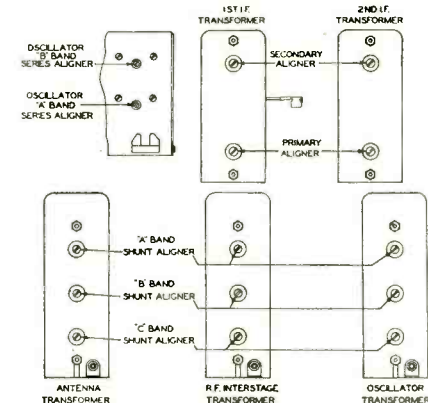 1ST I.F.
TRANSFORMER
2ND I.F.
TRANSFORMER
OSCILLATOR
"B" BAND
SERIES ALIGNER
OSCILLATOR
"A" BAND
SERIES ALIGNER
SECONDARY
ALIGNER
PRIMARY
ALIGNER
"A" BAND
SHUNT ALIGNER
"B" BAND
SHUNT ALIGNER
"C" BAND
SHUNT ALIGNER
ANTENNA
TRANSFORMER
R.F. INTERSTAGE
TRANSFORMER
OSCILLATOR
TRANSFORMER